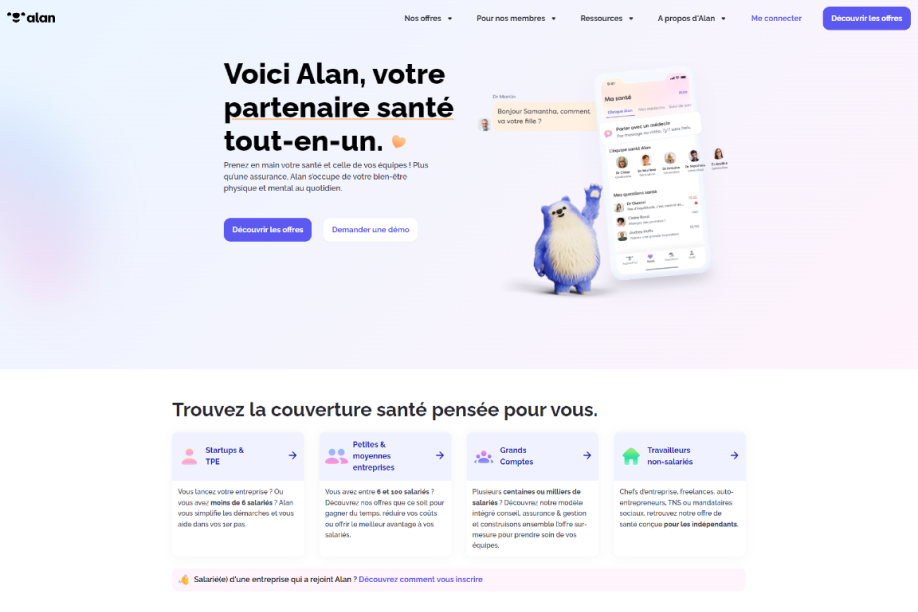 alan
Nos offres
Pour nos membres
Ressources
A propos d'Alan
Me connecter
Découvrir les offres
Voici Alan, votre
partenaire santé
tout-en-un.
Prenez en main votre santé et celle de vos équipes ! Plus
qu'une assurance, Alan s'occupe de votre bien-être
physique et mental au quotidien.
Découvrir les offres
Demander une démo
Dr Martin
Bonjour Samantha, comment
va votre fille ?
Ma santé
Parler avec un médecin
L'équipe santé Alan
Mes questions santé
Trouvez la couverture santé pensée pour vous.
Startups &
TPE
Vous lancez votre entreprise ? Ou
vous avez moins de 6 salariés ? Alan
vous simplifie les démarches et vous
aide dans vos 1er pas.
Petites &
moyennes
entreprises
Vous avez entre 6 et 100 salariés ?
Découvrez nos offres que ce soit pour
gagner du temps, réduire vos coûts
ou offrir le meilleur avantage à vos
salariés.
Grands
Comptes
Plusieurs centaines ou milliers de
salariés ? Découvrez notre modèle
intégré conseil, assurance & gestion
et construisons ensemble l'offre sur-
mesure pour prendre soin de vos
équipes.
Travailleurs
non-salariés
Chefs d'entreprise, freelances, auto-
entrepreneurs, TNS ou mandataires
sociaux, retrouvez notre offre de
santé conçue pour les indépendants.
Salarié(e) d'une entreprise qui a rejoint Alan ? Découvrez comment vous inscrire